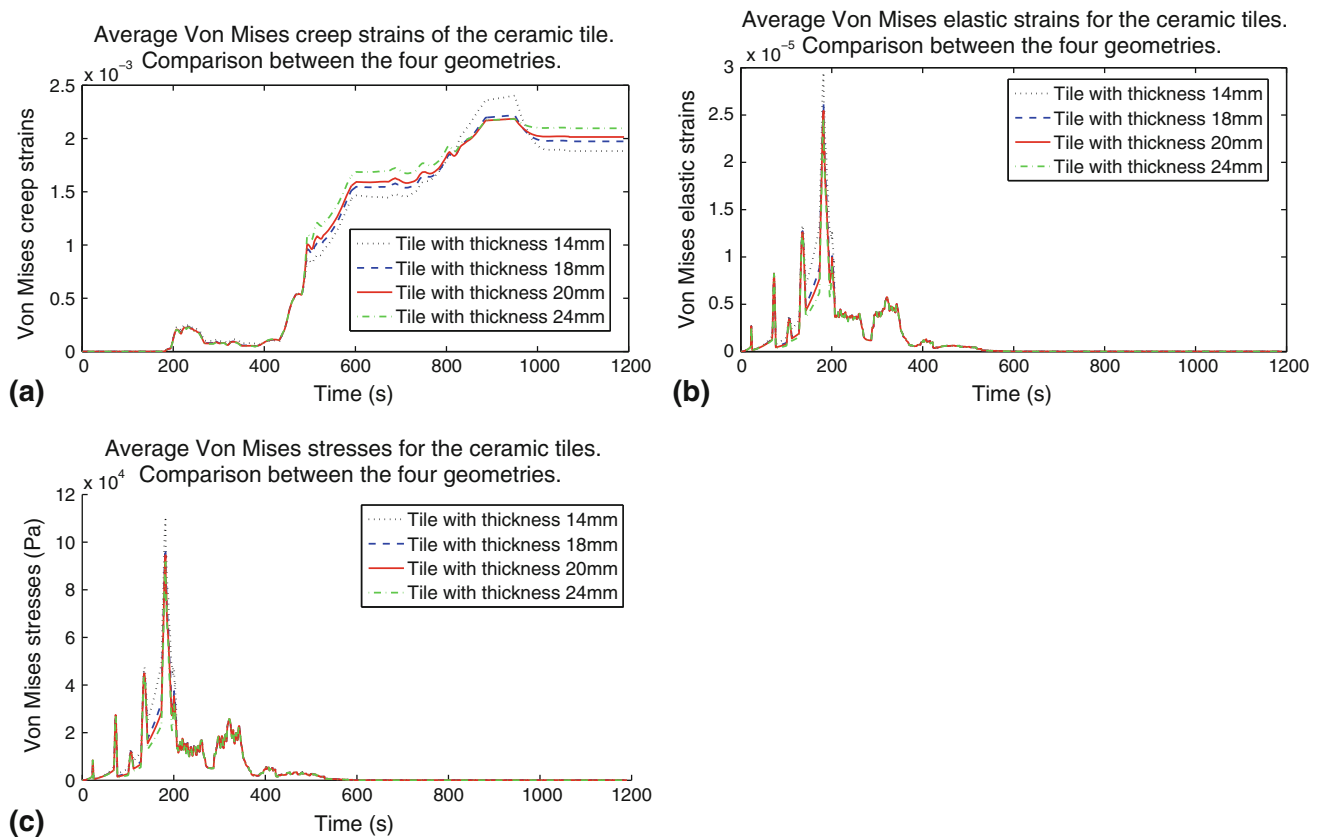 Average Von Mises creep strains of the ceramic tile.
Comparison between the four geometries.
x 10⁻³
2.5
2
1.5
1
0.5
0
Von Mises creep strains
Tile with thickness 14mm
Tile with thickness 18mm
Tile with thickness 20mm
Tile with thickness 24mm
0 200 400 600 800 1000 1200
Time (s)
(a)
Average Von Mises elastic strains for the ceramic tiles.
Comparison between the four geometries.
x 10⁻⁵
3
2.5
2
1.5
1
0.5
0
Von Mises elastic strains
Tile with thickness 14mm
Tile with thickness 18mm
Tile with thickness 20mm
Tile with thickness 24mm
0 200 400 600 800 1000 1200
Time (s)
(b)
Average Von Mises stresses for the ceramic tiles.
Comparison between the four geometries.
x 10⁴
12
10
8
6
4
2
0
Von Mises stresses (Pa)
Tile with thickness 14mm
Tile with thickness 18mm
Tile with thickness 20mm
Tile with thickness 24mm
0 200 400 600 800 1000 1200
Time (s)
(c)